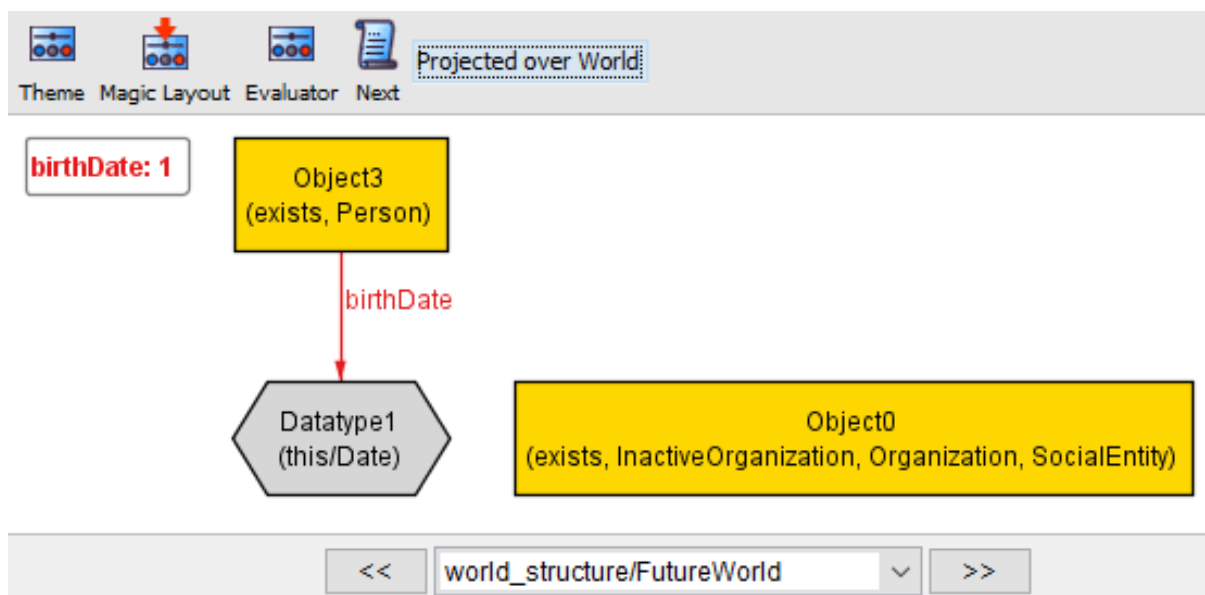 Theme Magic Layout Evaluator Next Projected over World
birthDate: 1
Object3
(exists, Person)
birthDate
Datatype1
(this/Date)
Object0
(exists, InactiveOrganization, Organization, SocialEntity)
<< world_structure/FutureWorld >>